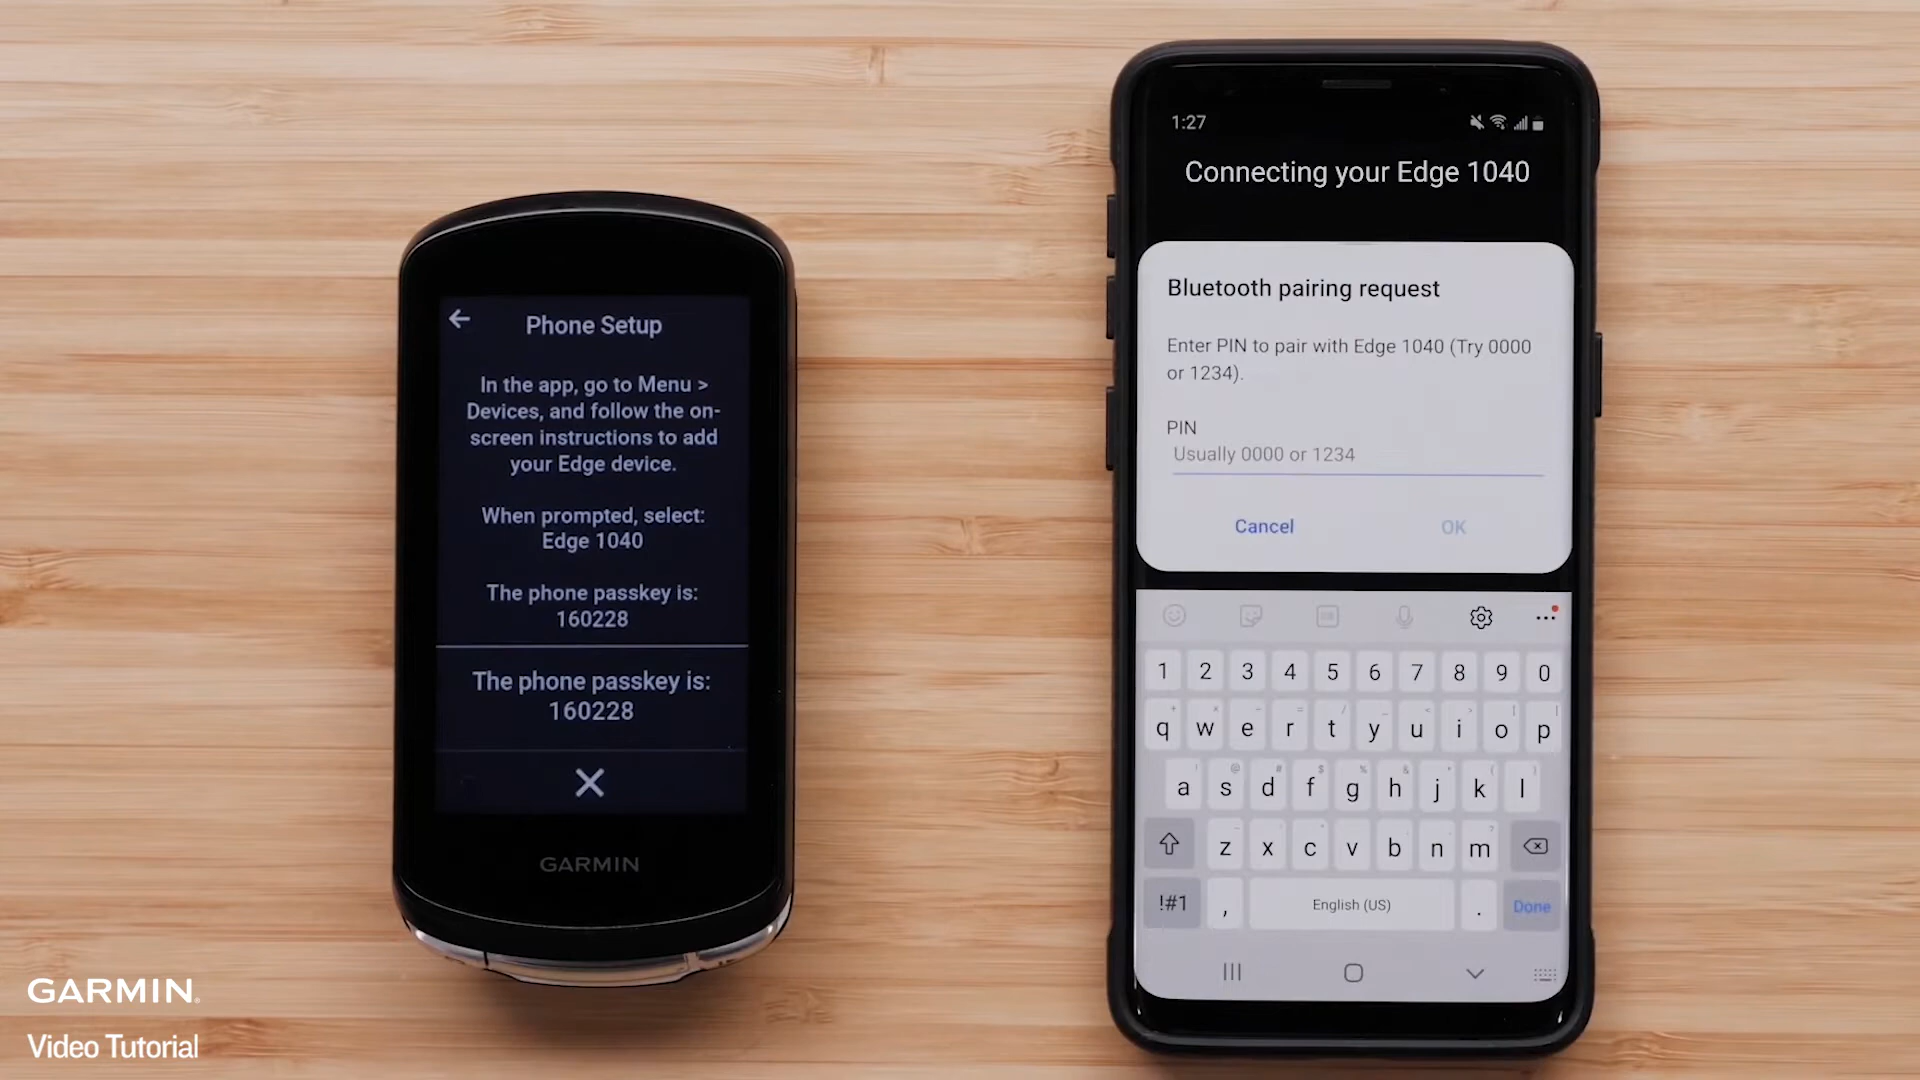 Phone Setup
In the app, go to Menu >
Devices, and follow the on-
screen instructions to add
your Edge device.
When prompted, select:
Edge 1040
The phone passkey is:
160228
The phone passkey is:
160228
GARMIN
1:27
Connecting your Edge 1040
Bluetooth pairing request
Enter PIN to pair with Edge 1040 (Try 0000
or 1234).
PIN
Usually 0000 or 1234
Cancel OK
1 2 3 4 5 6 7 8 9 0
q w e r t y u i o p
a s d f g h j k l
z x c v b n m
!#1 , English (US) . Done
GARMIN.
Video Tutorial